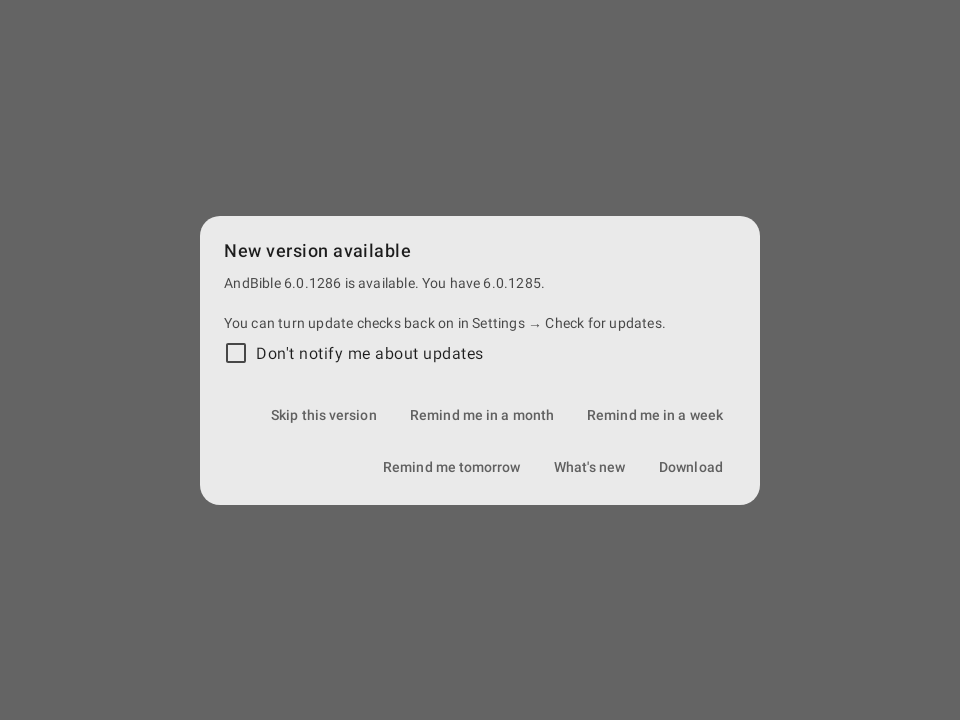 New version available
AndBible 6.0.1286 is available. You have 6.0.1285.
You can turn update checks back on in Settings → Check for updates.
Don't notify me about updates
Skip this version Remind me in a month Remind me in a week
Remind me tomorrow What's new Download